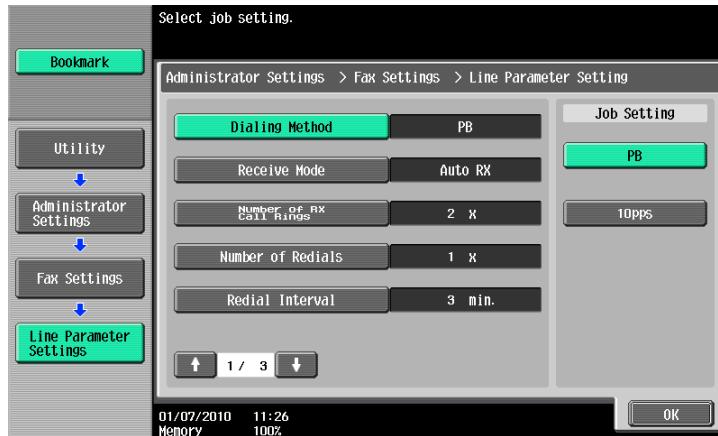 Select job setting.
Bookmark
Administrator Settings > Fax Settings > Line Parameter Setting
Utility
Administrator
Settings
Fax Settings
Line Parameter
Settings
Dialing Method PB
Receive Mode Auto RX
Number of RX
Call Rings 2 X
Number of Redials 1 X
Redial Interval 3 min.
1/ 3
Job Setting
PB
10pps
OK
01/07/2010 11:26
Memory 100%